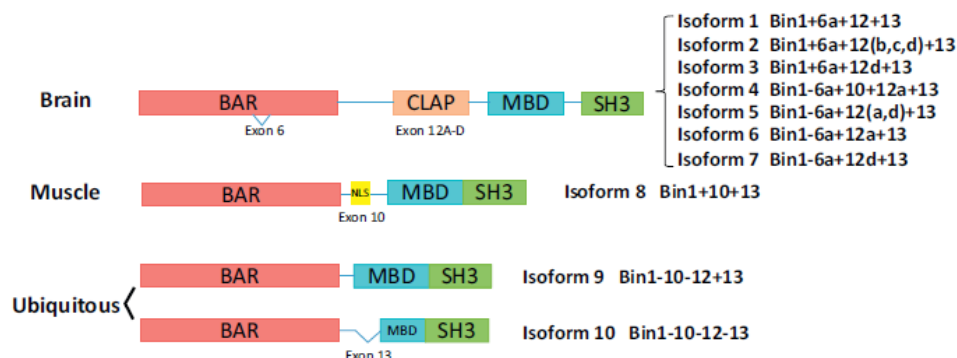 Isoform 1 Bin1+6a+12+13
Isoform 2 Bin1+6a+12(b,c,d)+13
Isoform 3 Bin1+6a+12d+13
Isoform 4 Bin1-6a+10+12a+13
Isoform 5 Bin1-6a+12(a,d)+13
Isoform 6 Bin1-6a+12a+13
Isoform 7 Bin1-6a+12d+13
Brain BAR CLAP MBD SH3
Exon 6 Exon 12A-D
Muscle BAR NLS MBD SH3 Isoform 8 Bin1+10+13
Exon 10
Ubiquitous
BAR MBD SH3 Isoform 9 Bin1-10-12+13
BAR MBD SH3 Isoform 10 Bin1-10-12-13
Exon 13